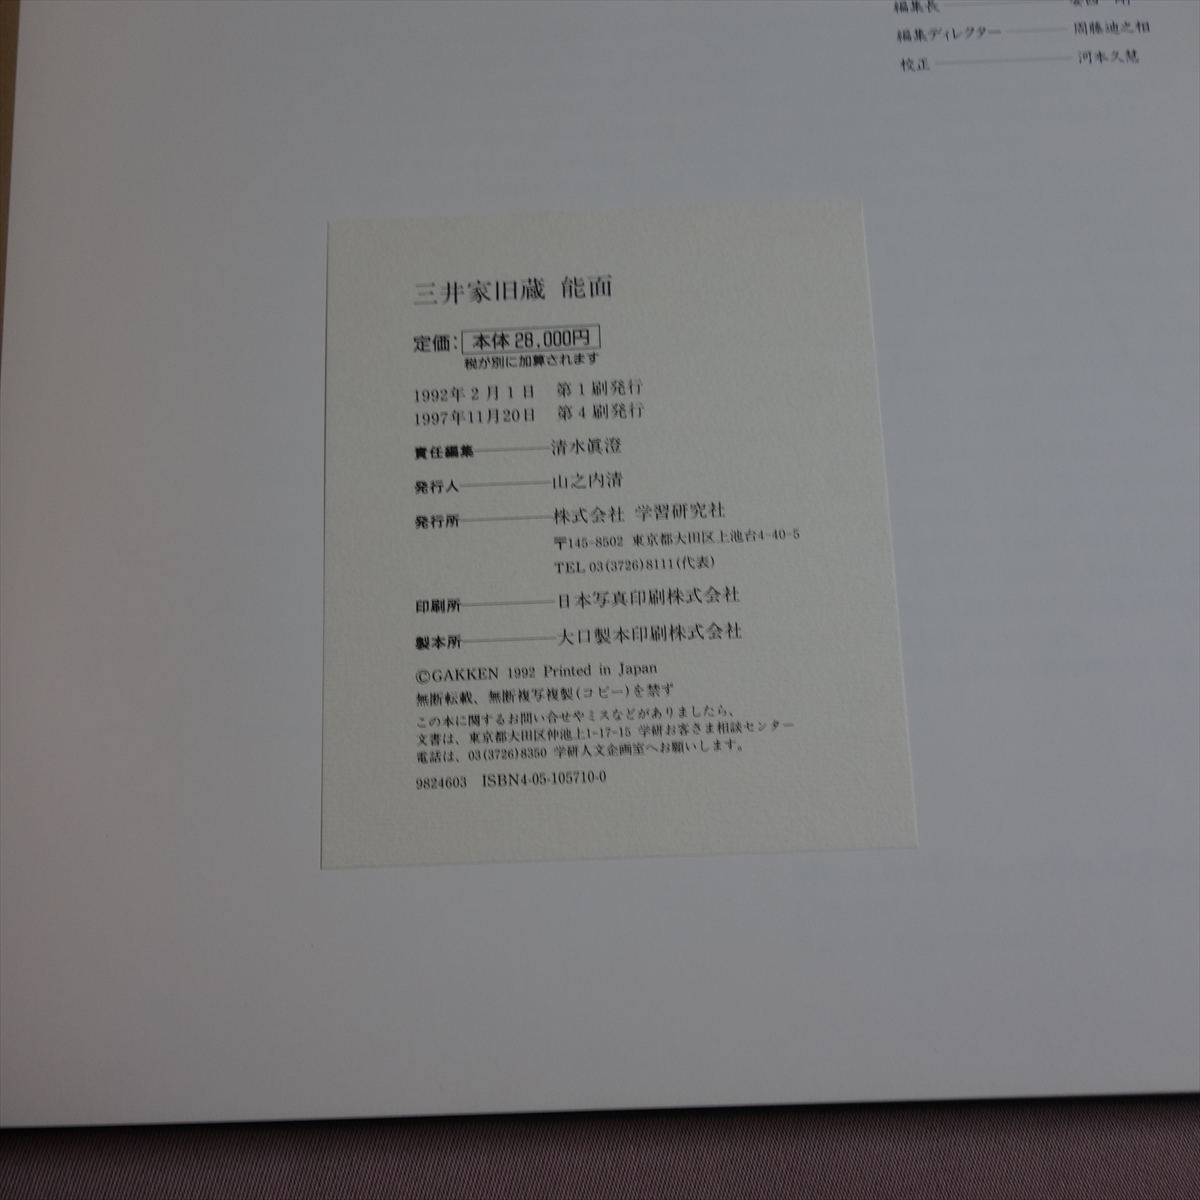 編集長
編集ディレクター 周藤迪之相
校正 河本久慧
三井家旧蔵 能面
定価: 本体28,000円
税が別に加算されます
1992年2月1日 第1刷発行
1997年11月20日 第4刷発行
責任編集 清水眞澄
発行人 山之内清
発行所 株式会社 学習研究社
〒145-8502 東京都大田区上池台4-40-5
TEL 03(3726)8111(代表)
印刷所 日本写真印刷株式会社
製本所 大口製本印刷株式会社
©GAKKEN 1992 Printed in Japan
無断転載、無断複写複製(コピー)を禁ず
この本に関するお問い合せやミスなどがありましたら、
文書は、東京都大田区仲池上1-17-15 学研お客さま相談センター
電話は、03(3726)8350 学研人文企画室へお願いします。
9824603 ISBN4-05-105710-0